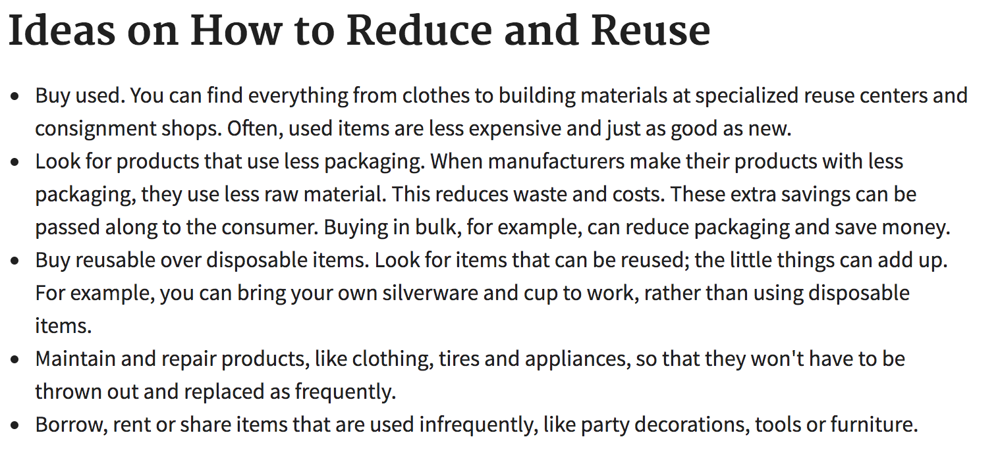 Ideas on How to Reduce and Reuse
• Buy used. You can find everything from clothes to building materials at specialized reuse centers and
consignment shops. Often, used items are less expensive and just as good as new.
• Look for products that use less packaging. When manufacturers make their products with less
packaging, they use less raw material. This reduces waste and costs. These extra savings can be
passed along to the consumer. Buying in bulk, for example, can reduce packaging and save money.
• Buy reusable over disposable items. Look for items that can be reused; the little things can add up.
For example, you can bring your own silverware and cup to work, rather than using disposable
items.
• Maintain and repair products, like clothing, tires and appliances, so that they won't have to be
thrown out and replaced as frequently.
• Borrow, rent or share items that are used infrequently, like party decorations, tools or furniture.